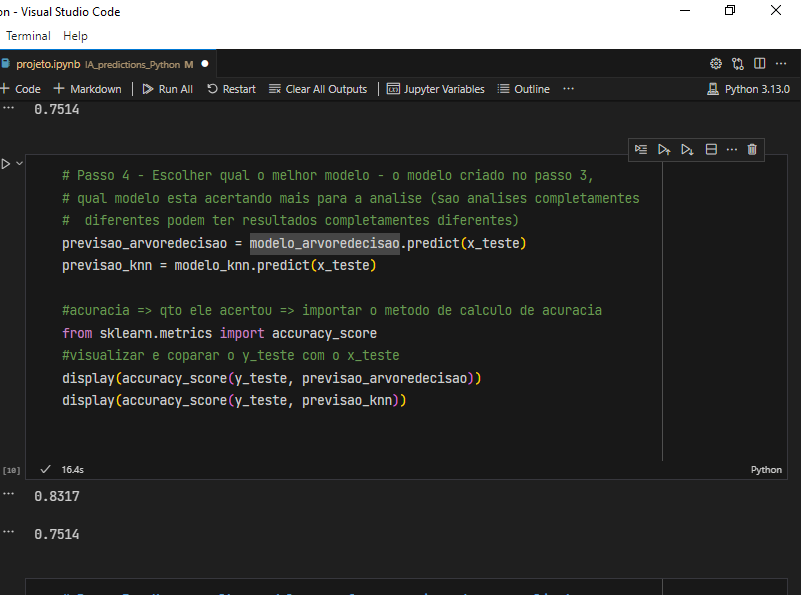 on - Visual Studio Code
Terminal Help
projeto.ipynb IA_predictions_Python M
Code Markdown Run All Restart Clear All Outputs Jupyter Variables Outline ... Python 3.13.0
... 0.7514
# Passo 4 - Escolher qual o melhor modelo - o modelo criado no passo 3,
# qual modelo esta acertando mais para a analise (sao analises completamentes
#  diferentes podem ter resultados completamentes diferentes)
previsao_arvoredecisao = modelo_arvoredecisao.predict(x_teste)
previsao_knn = modelo_knn.predict(x_teste)
#acuracia => qto ele acertou => importar o metodo de calculo de acuracia
from sklearn.metrics import accuracy_score
#visualizar e coparar o y_teste com o x_teste
display(accuracy_score(y_teste, previsao_arvoredecisao))
display(accuracy_score(y_teste, previsao_knn))
[10] 16.4s Python
... 0.8317
... 0.7514